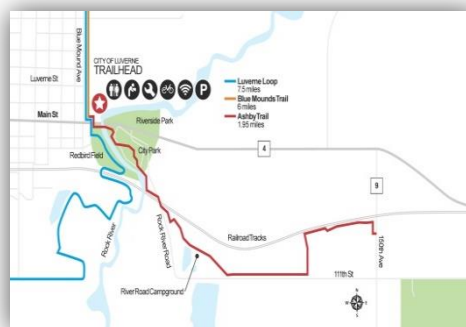 Blue Mound Ave
CITY OF LUVERNE
TRAILHEAD
P
Luverne St
Luverne Loop
7.5 miles
Blue Mounds Trail
6 miles
Ashby Trail
1.95 miles
Main St
Riverside Park
City Park
Redbird Field
4
9
Rock River
Rock River Road
Railroad Tracks
150th Ave
111th St
River Road Campground